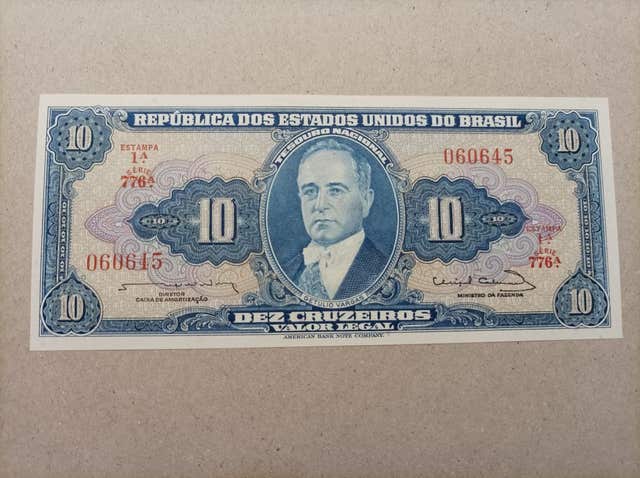 REPÚBLICA DOS ESTADOS UNIDOS DO BRASIL
10
10
TESOURO NACIONAL
ESTAMPA
1ᴬ
SÉRIE
776ᴬ
060645
10
10
10
10
ESTAMPA
1ᴬ
SÉRIE
776ᴬ
060645
DIRETOR
CAIXA DE AMORTIZAÇÃO
GETULIO VARGAS
MINISTRO DA FAZENDA
10
10
DEZ CRUZEIROS
VALOR LEGAL
AMERICAN BANK NOTE COMPANY.